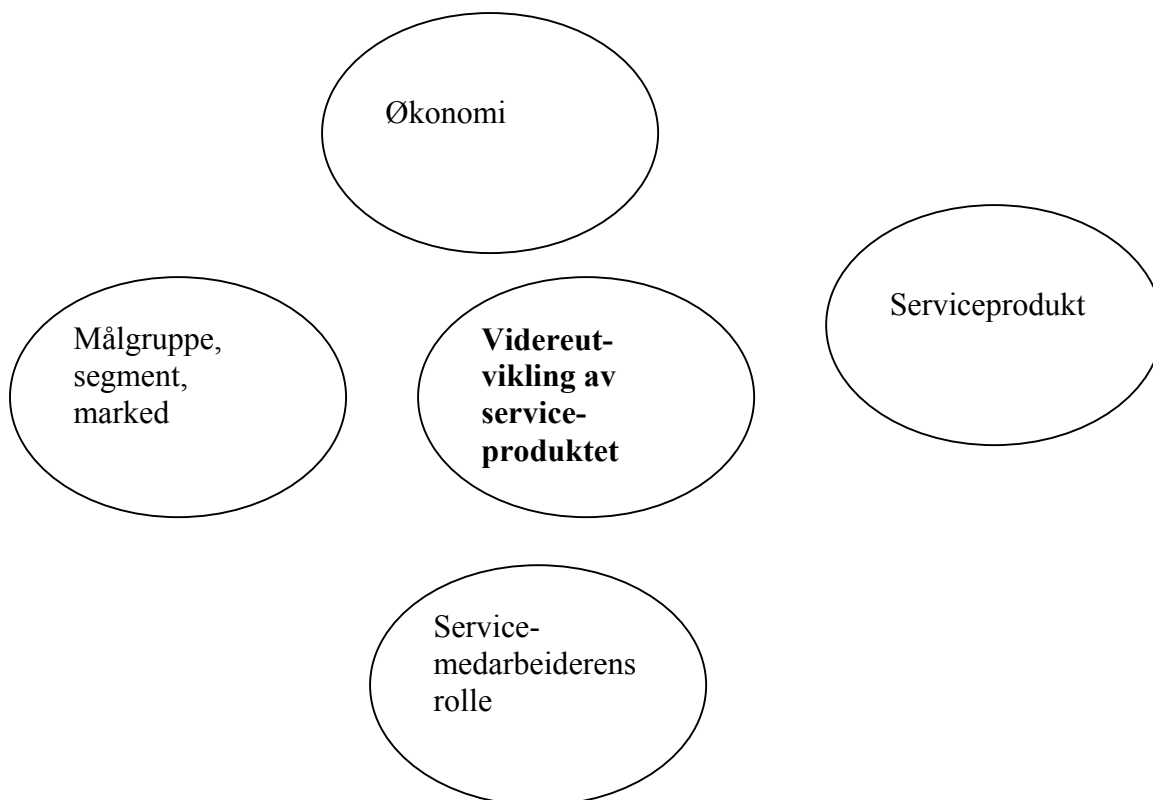 Økonomi
Serviceprodukt
Målgruppe,
segment,
marked
Videreut-
vikling av
service-
produktet
Service-
medarbeiderens
rolle